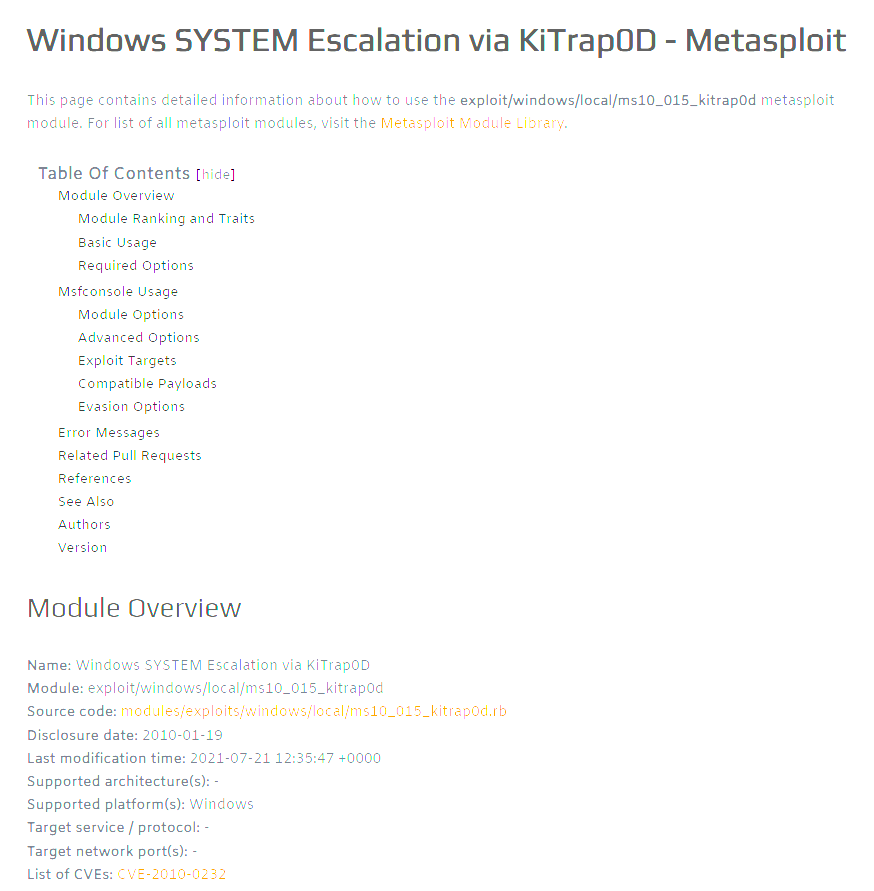 Windows SYSTEM Escalation via KiTrap0D - Metasploit
This page contains detailed information about how to use the exploit/windows/local/ms10_015_kitrap0d metasploit
module. For list of all metasploit modules, visit the Metasploit Module Library.
Table Of Contents [hide]
Module Overview
Module Ranking and Traits
Basic Usage
Required Options
Msfconsole Usage
Module Options
Advanced Options
Exploit Targets
Compatible Payloads
Evasion Options
Error Messages
Related Pull Requests
References
See Also
Authors
Version
Module Overview
Name: Windows SYSTEM Escalation via KiTrap0D
Module: exploit/windows/local/ms10_015_kitrap0d
Source code: modules/exploits/windows/local/ms10_015_kitrap0d.rb
Disclosure date: 2010-01-19
Last modification time: 2021-07-21 12:35:47 +0000
Supported architecture(s): -
Supported platform(s): Windows
Target service / protocol: -
Target network port(s): -
List of CVEs: CVE-2010-0232